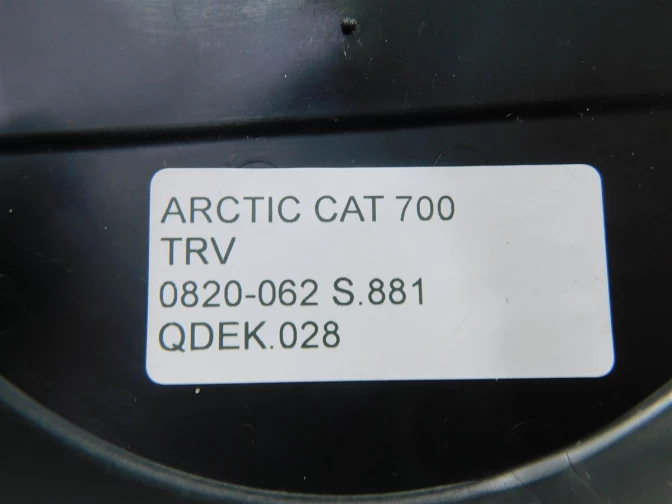 ARCTIC CAT 700
TRV
0820-062 S.881
QDEK.028